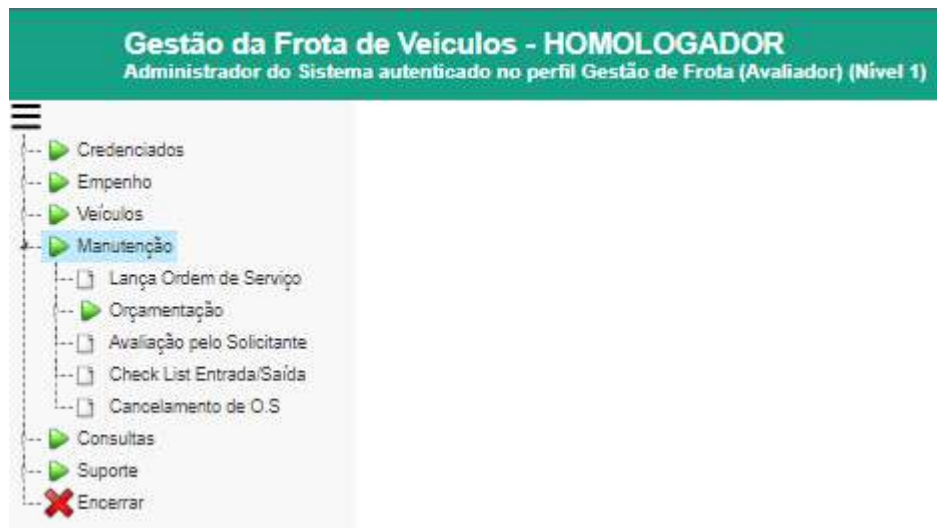 Gestão da Frota de Veículos - HOMOLOGADOR
Administrador do Sistema autenticado no perfil Gestão de Frota (Avaliador) (Nível 1)
Credenciados
Empenho
Veículos
Manutenção
Lança Ordem de Serviço
Orçamentação
Avaliação pelo Solicitante
Check List Entrada/Saída
Cancelamento de O.S
Consultas
Suporte
Encerrar